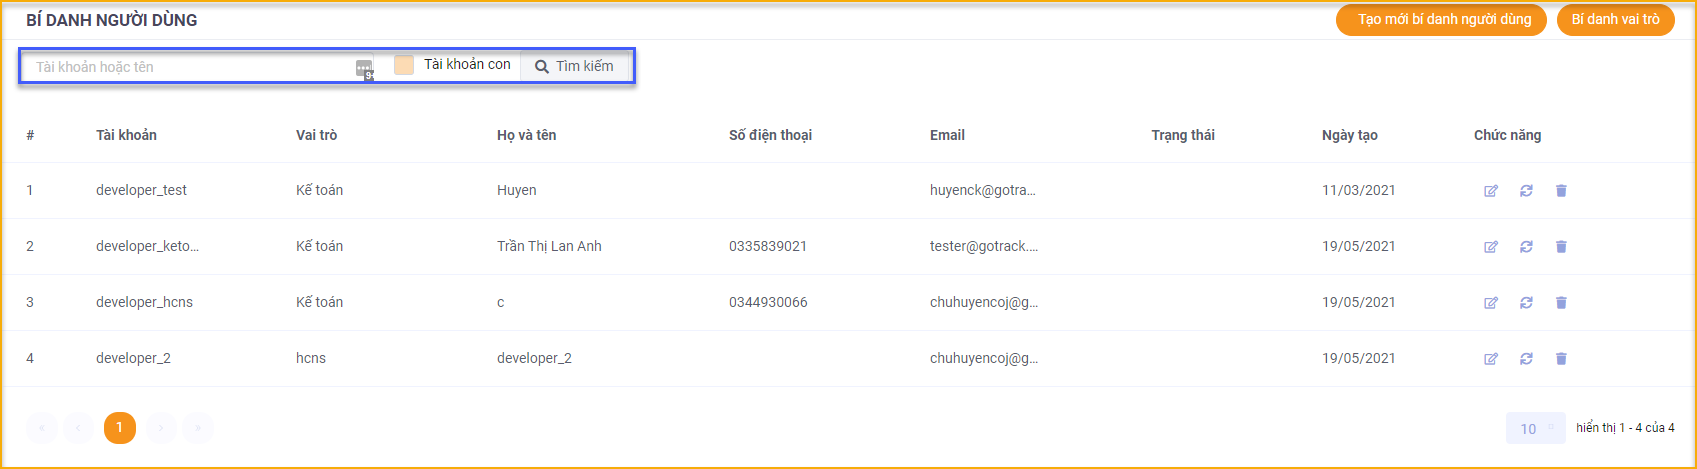 BÍ DANH NGƯỜI DÙNG
Tạo mới bí danh người dùng
Bí danh vai trò
Tài khoản hoặc tên
9+
Tài khoản con
Tìm kiếm
# Tài khoản Vai trò Họ và tên Số điện thoại Email Trạng thái Ngày tạo Chức năng
1 developer_test Kế toán Huyen huyenck@gotra... 11/03/2021
2 developer_keto... Kế toán Trần Thị Lan Anh 0335839021 tester@gotrack.... 19/05/2021
3 developer_hcns Kế toán c 0344930066 chuhuyencoj@g... 19/05/2021
4 developer_2 hcns developer_2 chuhuyencoj@g... 19/05/2021
« ‹ 1 › »
10 hiển thị 1 - 4 của 4